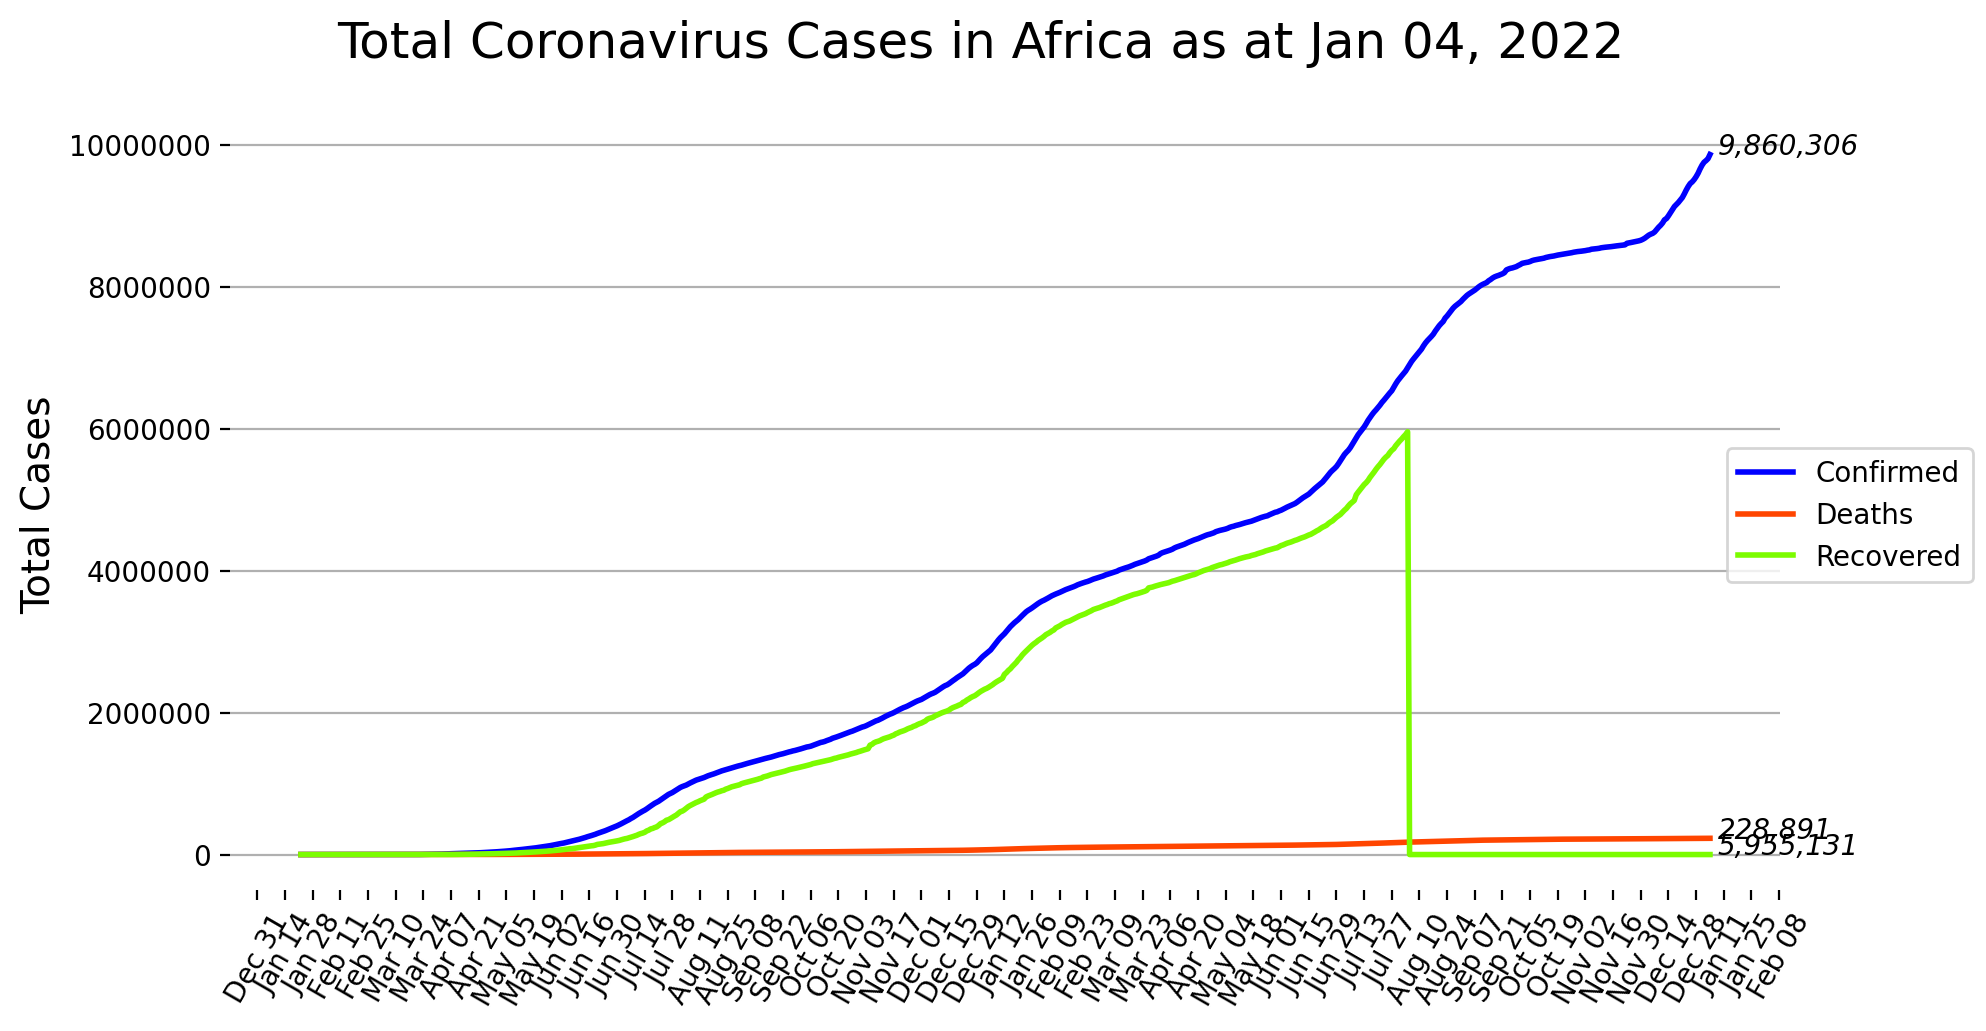 Total Coronavirus Cases in Africa as at Jan 04, 2022
Total Cases
10000000
8000000
6000000
4000000
2000000
0
9,860,306
228,891
5,955,131
Confirmed
Deaths
Recovered
Dec 31
Jan 14
Jan 28
Feb 11
Feb 25
Mar 10
Mar 24
Apr 07
Apr 21
May 05
May 19
Jun 02
Jun 16
Jun 30
Jul 14
Jul 28
Aug 11
Aug 25
Sep 08
Sep 22
Oct 06
Oct 20
Nov 03
Nov 17
Dec 01
Dec 15
Dec 29
Jan 12
Jan 26
Feb 09
Feb 23
Mar 09
Mar 23
Apr 06
Apr 20
May 04
May 18
Jun 01
Jun 15
Jun 29
Jul 13
Jul 27
Aug 10
Aug 24
Sep 07
Sep 21
Oct 05
Oct 19
Nov 02
Nov 16
Nov 30
Dec 14
Dec 28
Jan 11
Jan 25
Feb 08